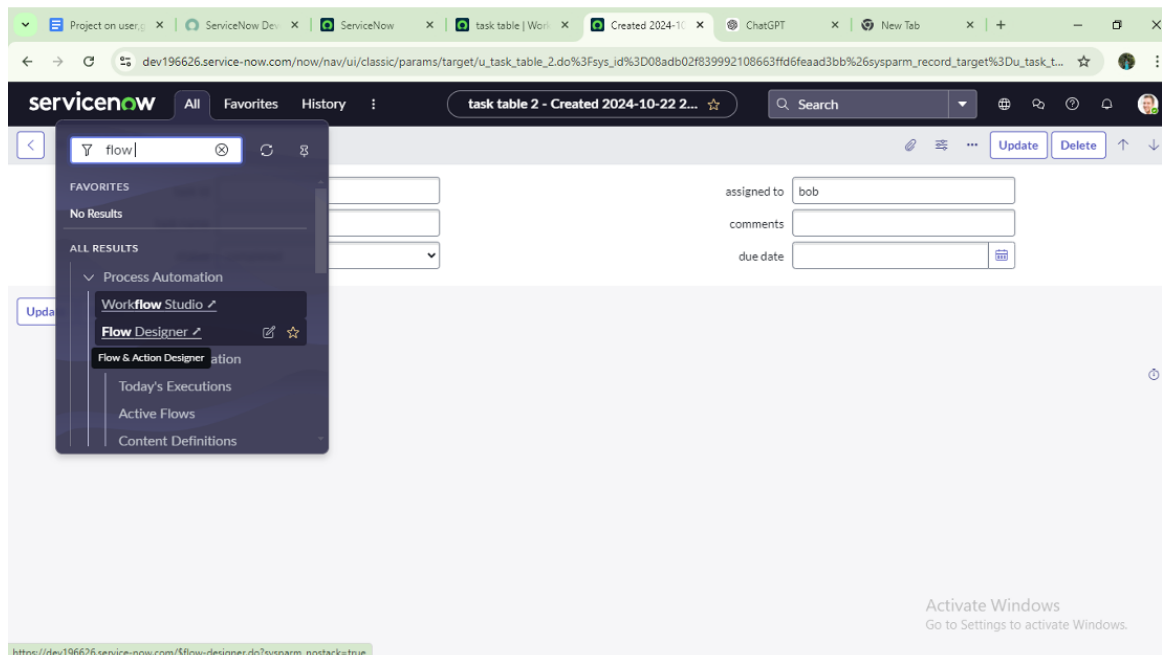 Project on user,g
ServiceNow Dev
ServiceNow
task table | Work
Created 2024-10
ChatGPT
New Tab
dev196626.service-now.com/now/nav/ui/classic/params/target/u_task_table_2.do%3Fsys_id%3D08adb02f839992108663ffd6feaad3bb%26sysparm_record_target%3Du_task_t...
servicenow All Favorites History task table 2 - Created 2024-10-22 2... Search
flow
Update Delete
FAVORITES
No Results
ALL RESULTS
Process Automation
Workflow Studio
Flow Designer
Flow & Action Designer
ation
Today's Executions
Active Flows
Content Definitions
assigned to bob
comments
due date
Upda
Activate Windows
Go to Settings to activate Windows.
https://dev196626.service-now.com/$flow-designer.do?sysparm_nostack=true